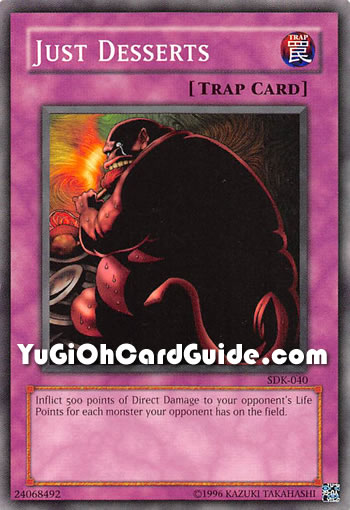 JUST DESSERTS
TRAP
罠
[TRAP CARD]
YuGiOhCardGuide.com
SDK-040
Inflict 500 points of Direct Damage to your opponent's Life
Points for each monster your opponent has on the field.
24068492
©1996 KAZUKI TAKAHASHI